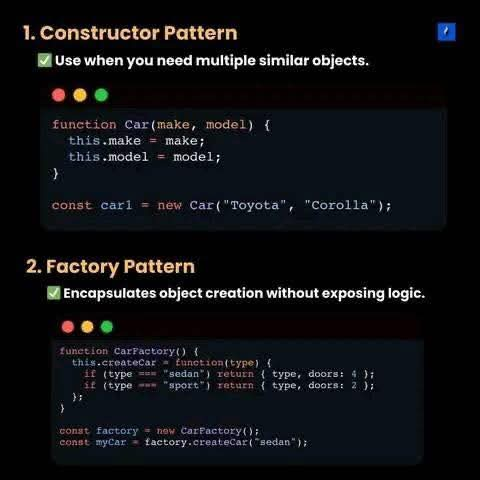 1. Constructor Pattern
✅ Use when you need multiple similar objects.
function Car(make, model) {
  this.make = make;
  this.model = model;
}
const car1 = new Car("Toyota", "Corolla");
2. Factory Pattern
✅ Encapsulates object creation without exposing logic.
function CarFactory() {
  this.createCar = function(type) {
    if (type === "sedan") return { type, doors: 4 };
    if (type === "sport") return { type, doors: 2 };
  };
}
const factory = new CarFactory();
const myCar = factory.createCar("sedan");